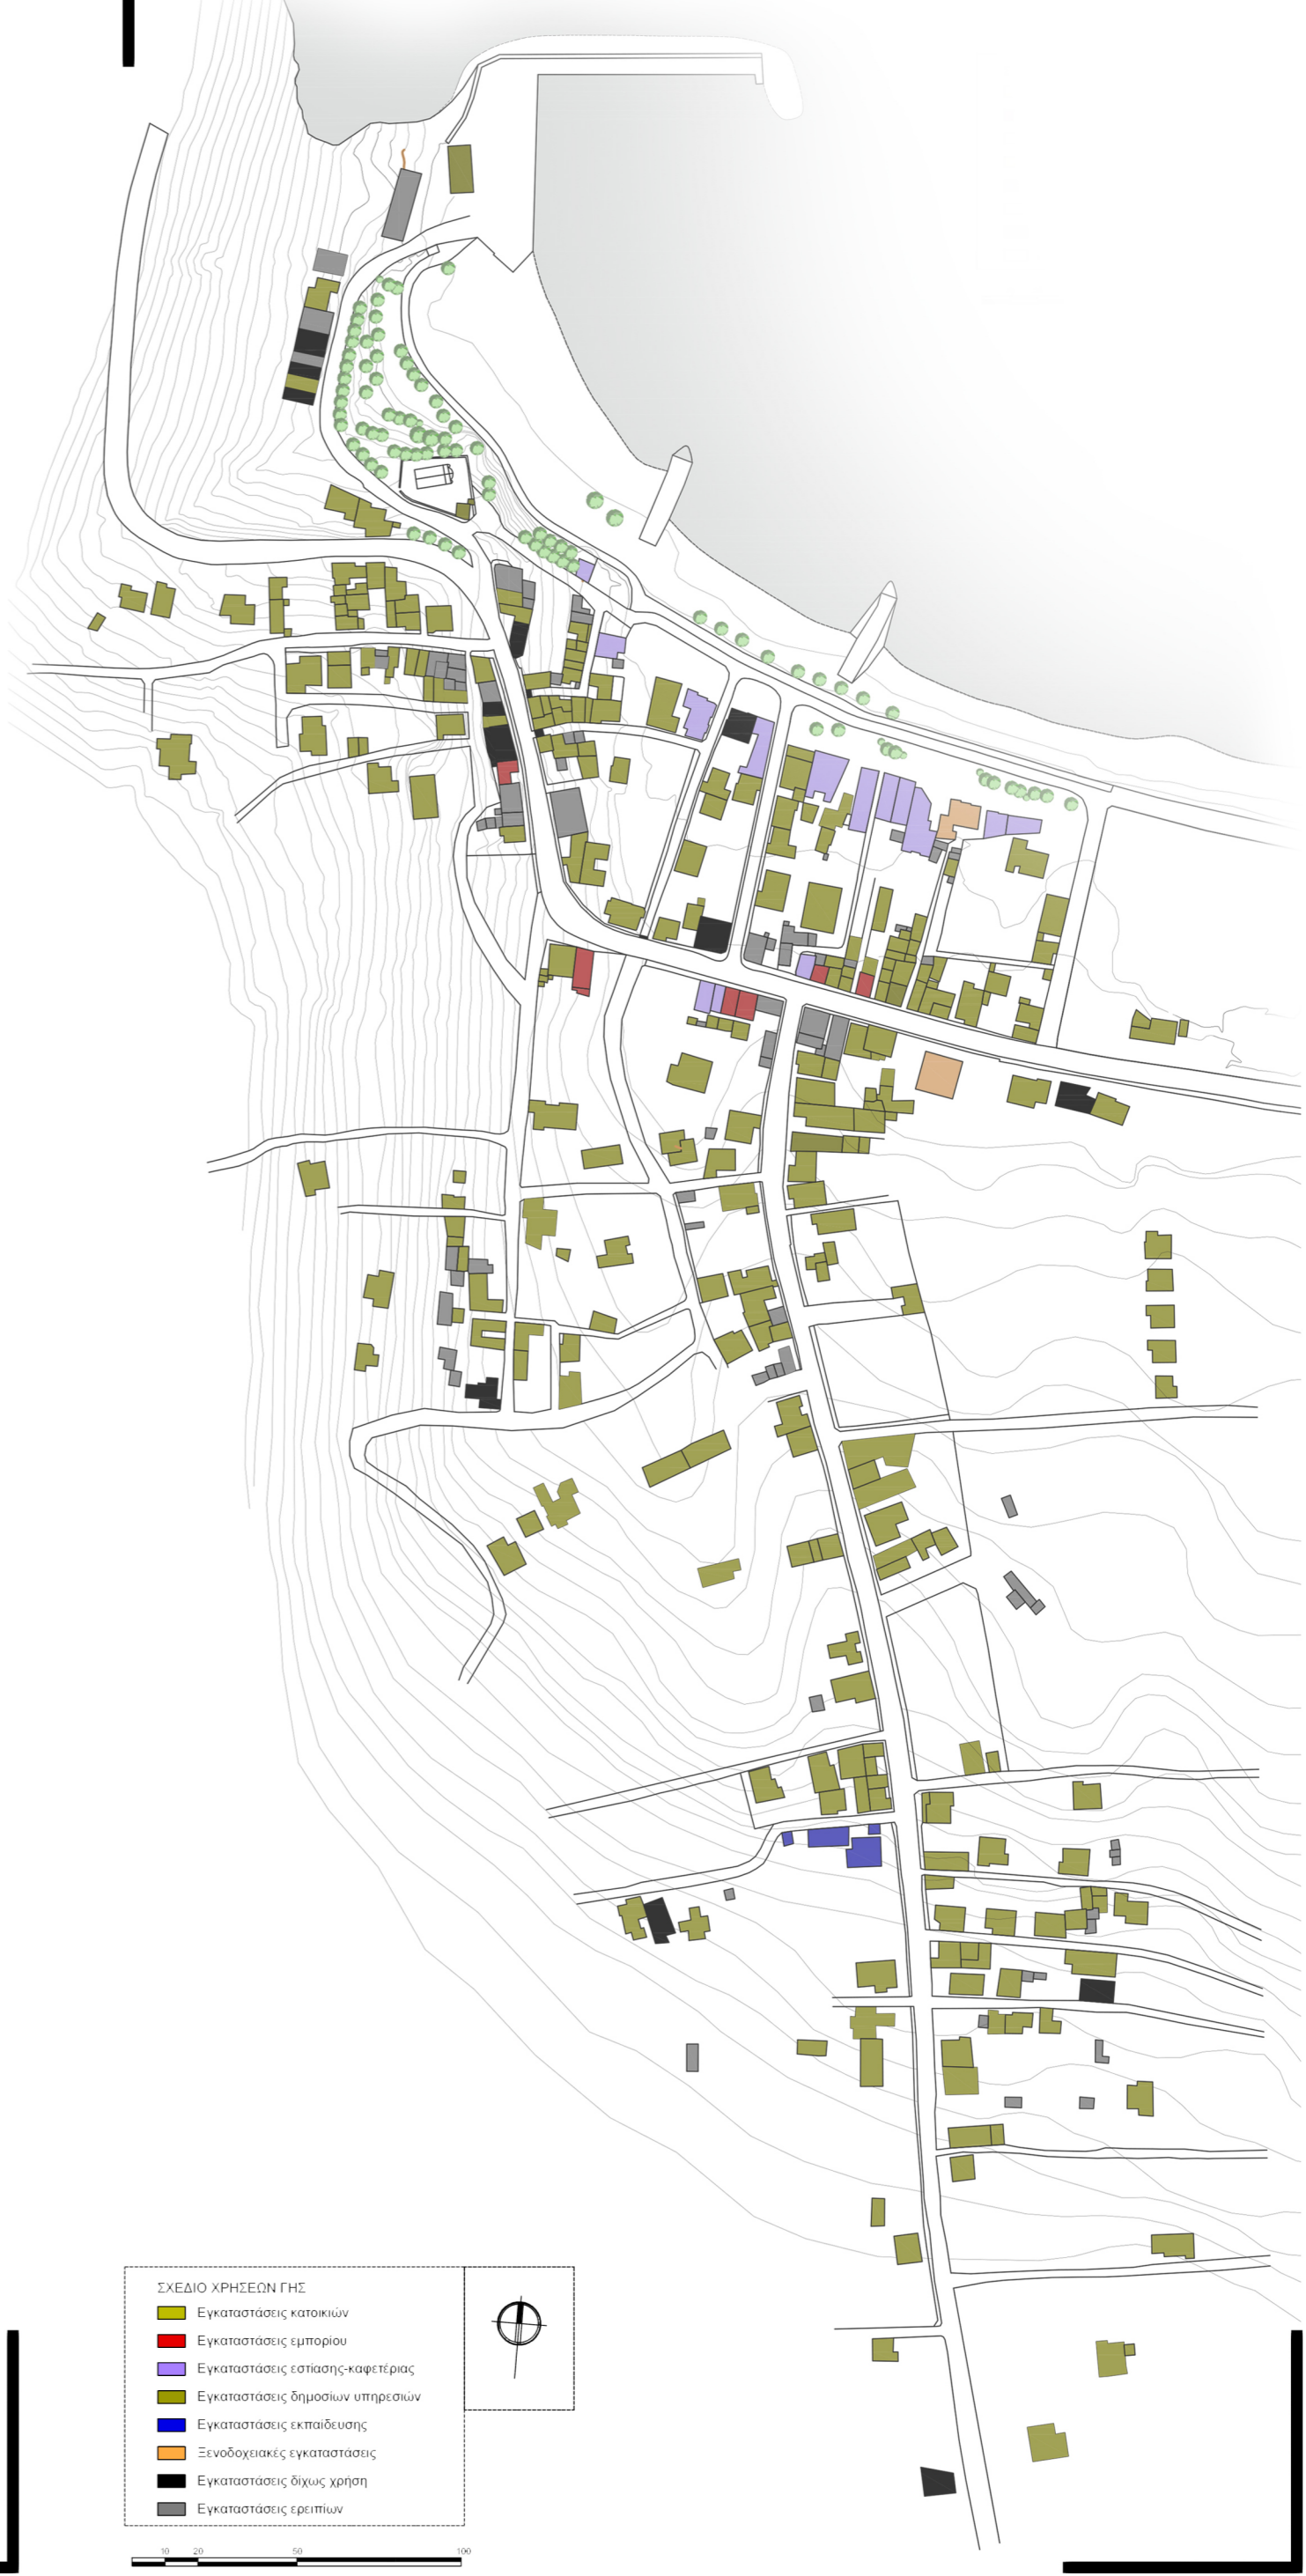 ΣΧΕΔΙΟ ΧΡΗΣΕΩΝ ΓΗΣ
Εγκαταστάσεις κατοικιών
Εγκαταστάσεις εμπορίου
Εγκαταστάσεις εστίασης-καφετέριας
Εγκαταστάσεις δημοσίων υπηρεσιών
Εγκαταστάσεις εκπαίδευσης
Ξενοδοχειακές εγκαταστάσεις
Εγκαταστάσεις δίχως χρήση
Εγκαταστάσεις ερειπίων
10 20 50 100